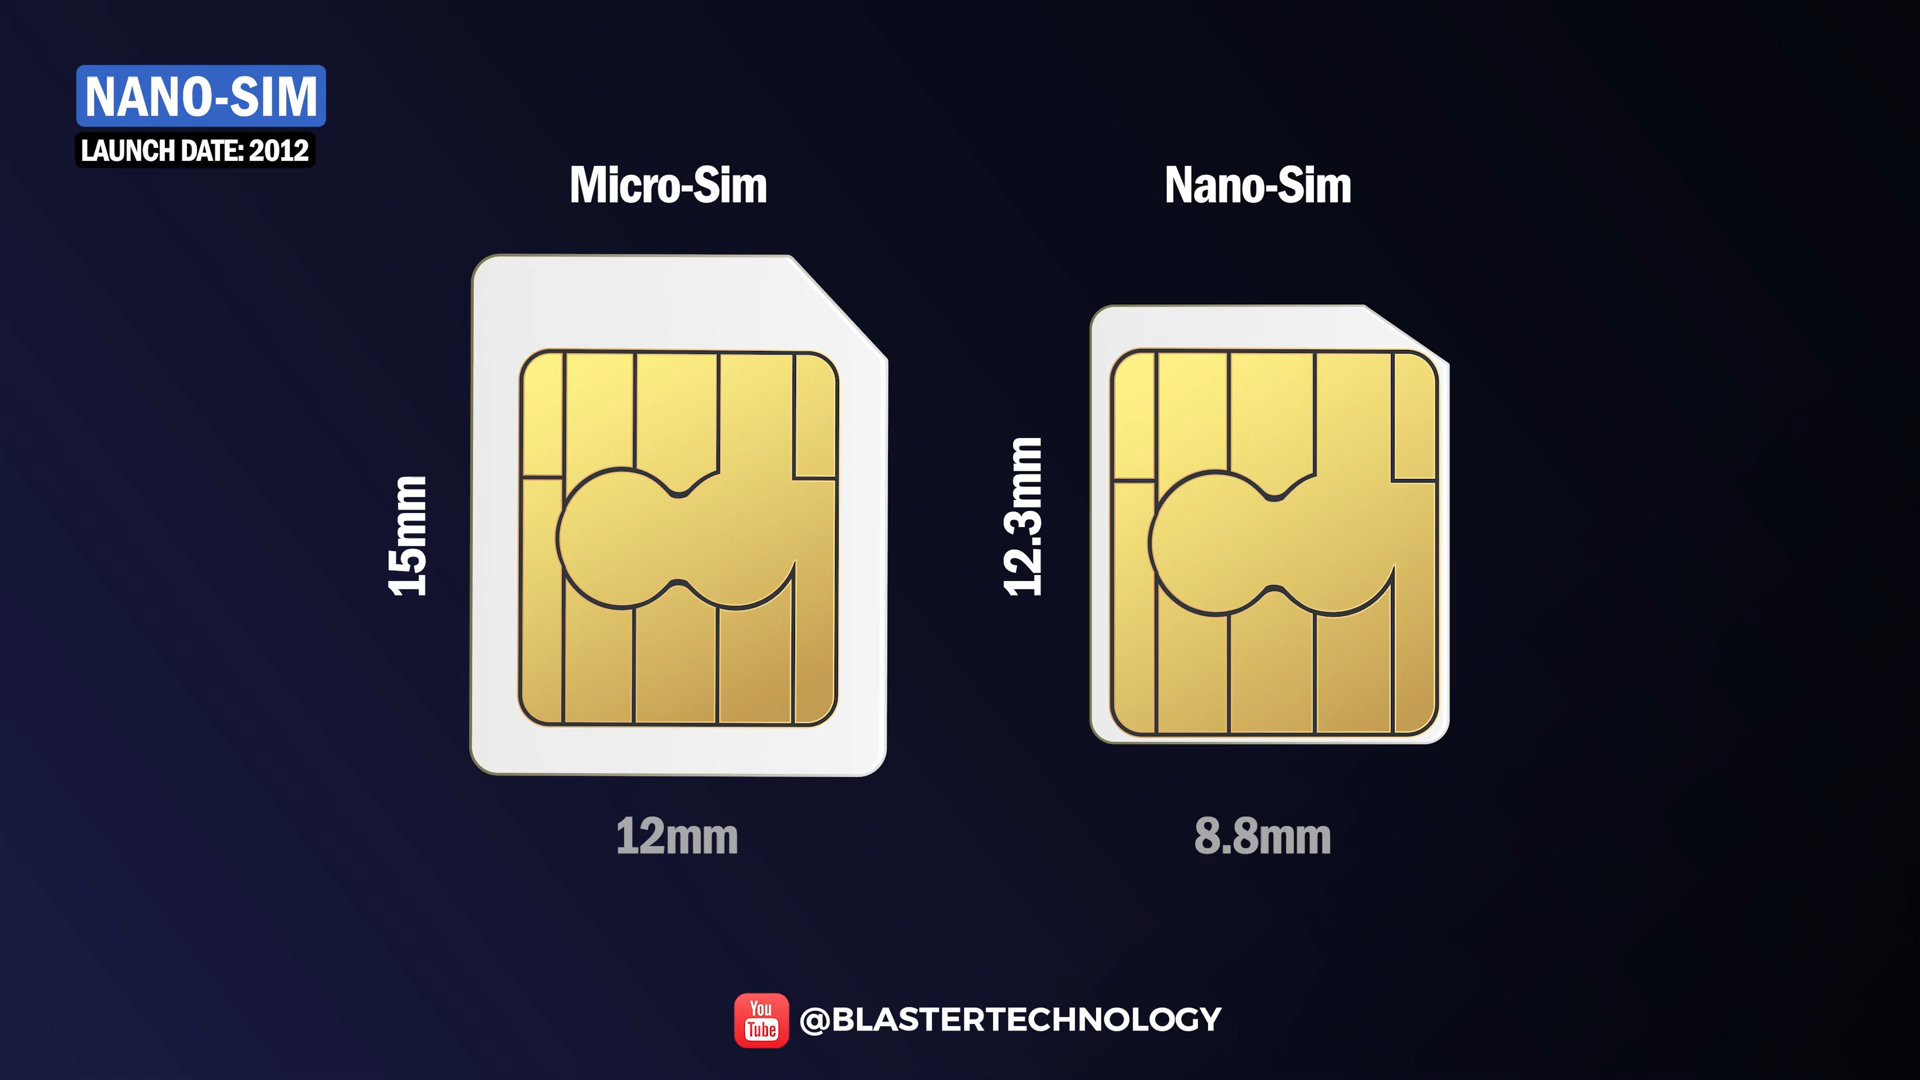 NANO-SIM
LAUNCH DATE: 2012
Micro-Sim
Nano-Sim
15mm
12.3mm
12mm
8.8mm
You
Tube
@BLASTERTECHNOLOGY